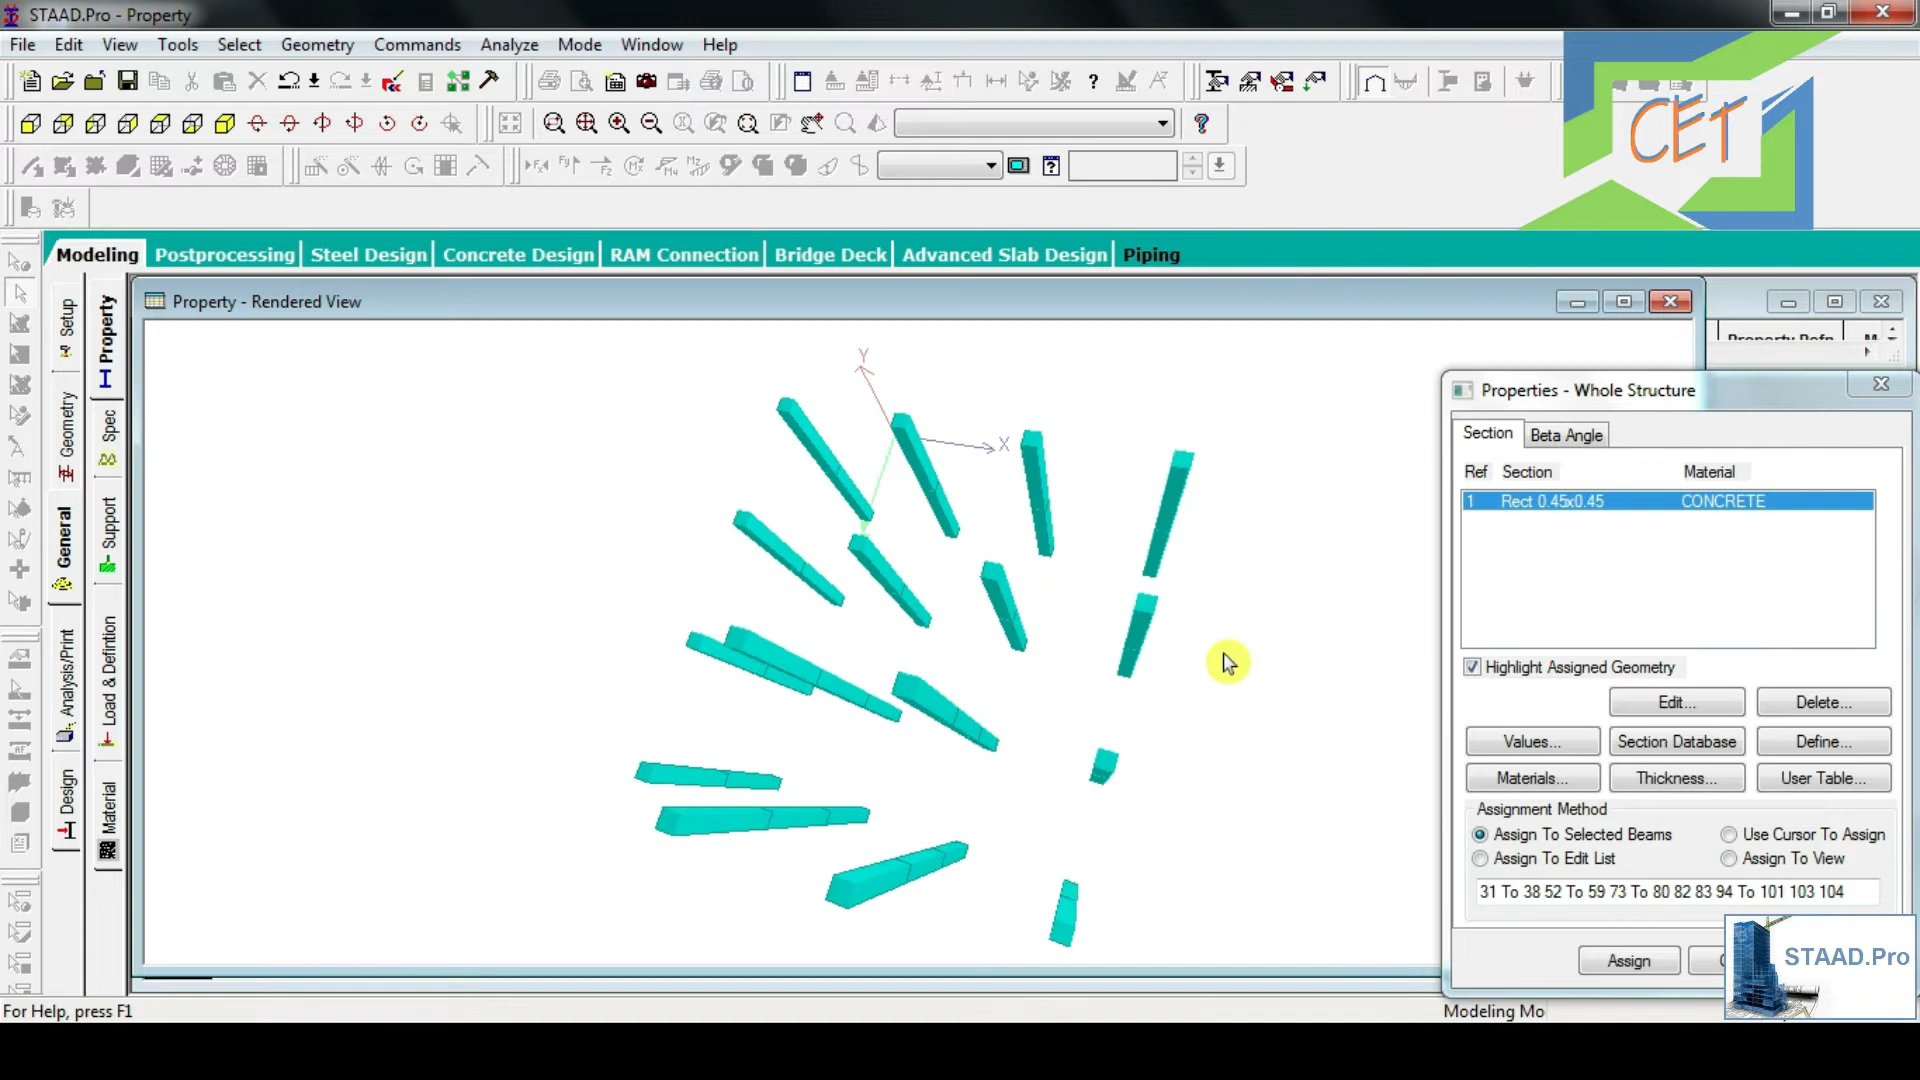 STAAD.Pro - Property
File Edit View Tools Select Geometry Commands Analyze Mode Window Help
CET
Modeling Postprocessing Steel Design Concrete Design RAM Connection Bridge Deck Advanced Slab Design Piping
Setup
Geometry
General
Analysis/Print
Design
Property
Spec
Support
Load & Definition
Material
Property - Rendered View
Y
X
Properties - Whole Structure
Section Beta Angle
Ref Section Material
1 Rect 0.45x0.45 CONCRETE
Highlight Assigned Geometry
Edit... Delete...
Values... Section Database Define...
Materials... Thickness... User Table...
Assignment Method
Assign To Selected Beams Use Cursor To Assign
Assign To Edit List Assign To View
31 To 38 52 To 59 73 To 80 82 83 94 To 101 103 104
Assign
STAAD.Pro
For Help, press F1
Modeling Mo